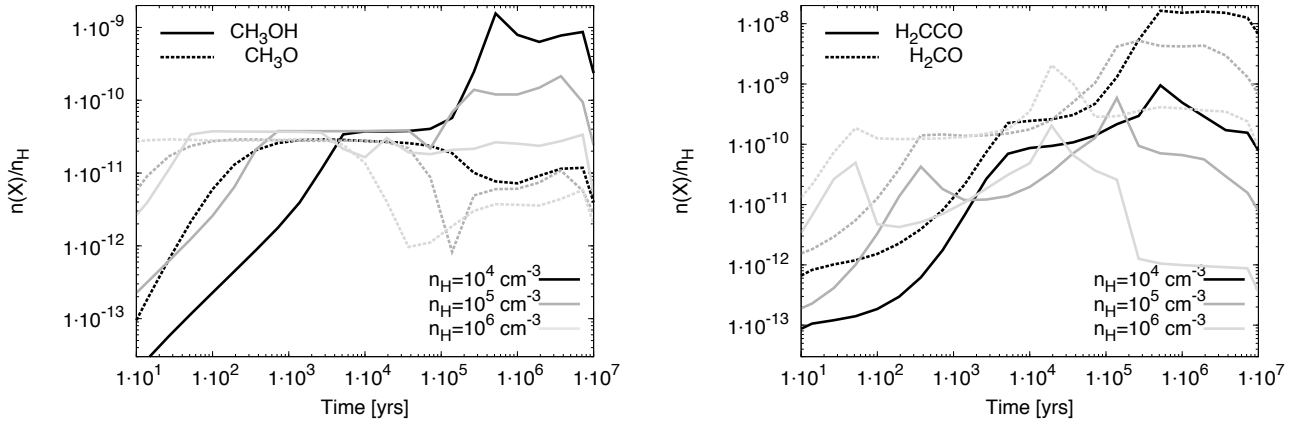 1·10⁻⁹
1·10⁻¹⁰
1·10⁻¹¹
1·10⁻¹²
1·10⁻¹³
n(X)/n_H
CH₃OH
CH₃O
n_H=10⁴ cm⁻³
n_H=10⁵ cm⁻³
n_H=10⁶ cm⁻³
1·10¹ 1·10² 1·10³ 1·10⁴ 1·10⁵ 1·10⁶ 1·10⁷
Time [yrs]
1·10⁻⁸
1·10⁻⁹
1·10⁻¹⁰
1·10⁻¹¹
1·10⁻¹²
1·10⁻¹³
n(X)/n_H
H₂CCO
H₂CO
n_H=10⁴ cm⁻³
n_H=10⁵ cm⁻³
n_H=10⁶ cm⁻³
1·10¹ 1·10² 1·10³ 1·10⁴ 1·10⁵ 1·10⁶ 1·10⁷
Time [yrs]